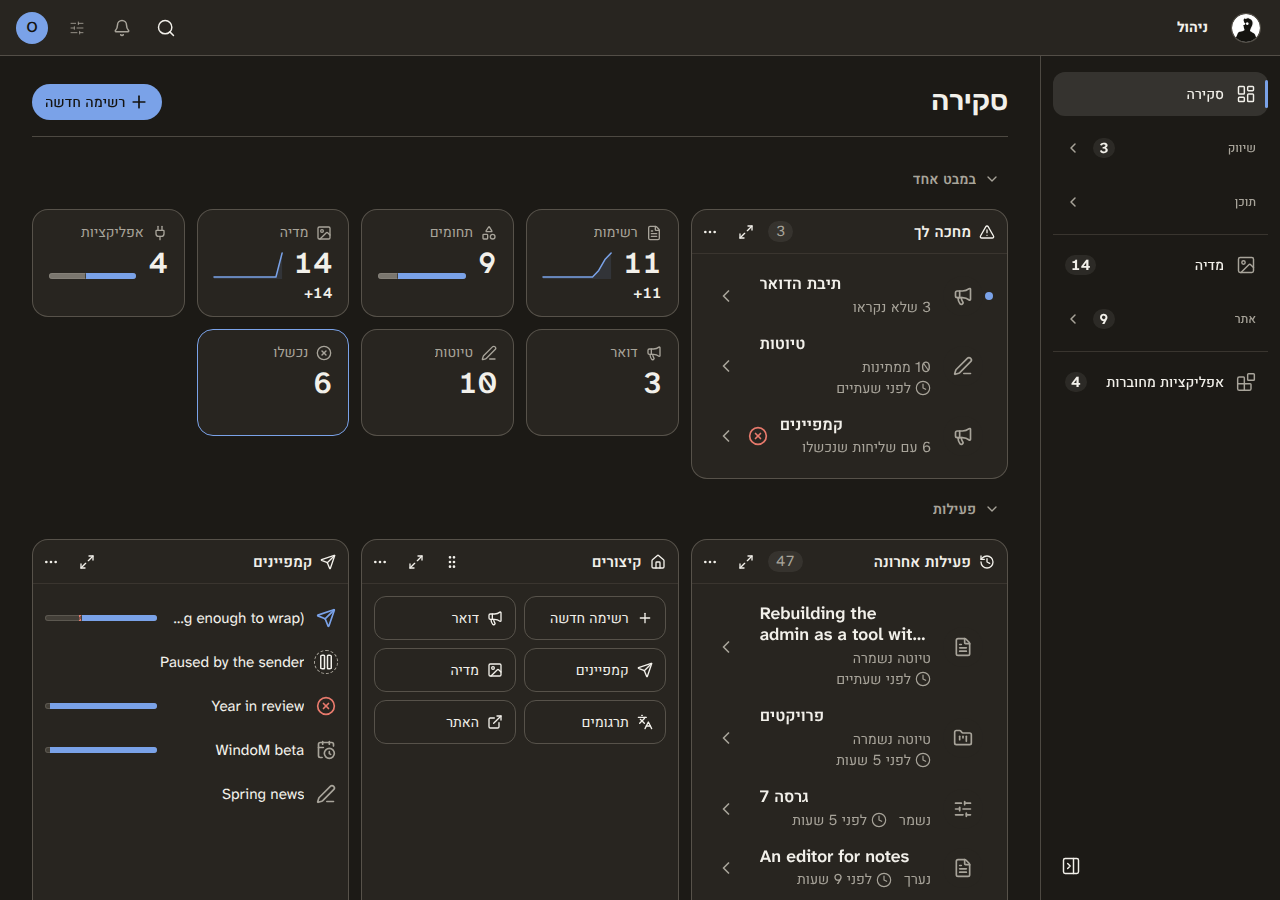 ניהול
O
סקירה
שיווק
3
תוכן
מדיה
14
אתר
9
אפליקציות מחוברות
4
סקירה
רשימה חדשה
במבט אחד
מחכה לך
3
תיבת הדואר
3 שלא נקראו
טיוטות
10 ממתינות
לפני שעתיים
קמפיינים
6 עם שליחות שנכשלו
רשימות
11
+11
תחומים
9
מדיה
14
+14
אפליקציות
4
דואר
3
טיוטות
10
נכשלו
6
פעילות
פעילות אחרונה
47
Rebuilding the
admin as a tool wit...
טיוטה נשמרה
לפני שעתיים
פרויקטים
טיוטה נשמרה
לפני 5 שעות
גרסה 7
נשמר לפני 5 שעות
An editor for notes
נערך לפני 9 שעות
קיצורים
רשימה חדשה
דואר
קמפיינים
מדיה
תרגומים
האתר
קמפיינים
...g enough to wrap)
Paused by the sender
Year in review
WindoM beta
Spring news